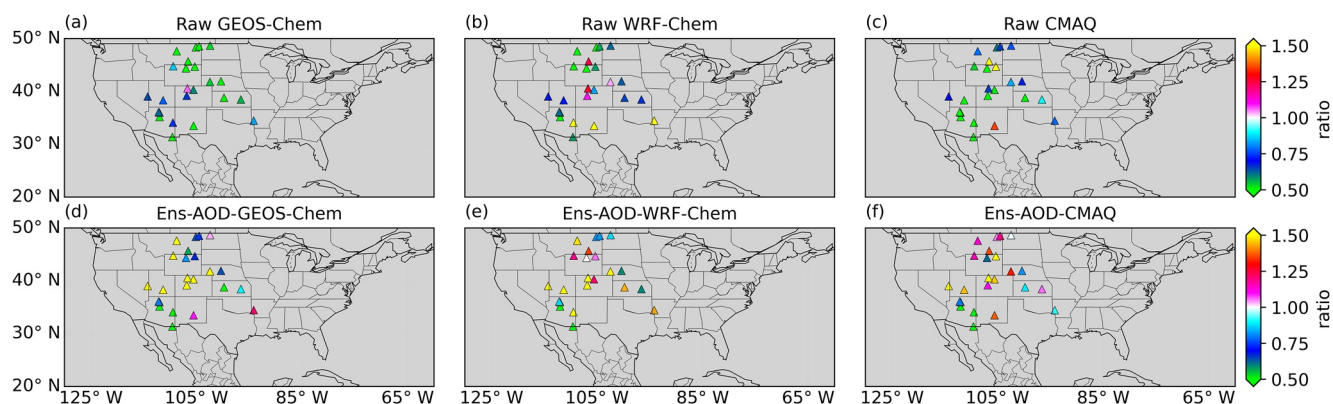 (a) Raw GEOS-Chem
(b) Raw WRF-Chem
(c) Raw CMAQ
50° N
40° N
30° N
20° N
1.50
1.25
1.00
0.75
0.50
ratio
(d) Ens-AOD-GEOS-Chem
(e) Ens-AOD-WRF-Chem
(f) Ens-AOD-CMAQ
50° N
40° N
30° N
20° N
1.50
1.25
1.00
0.75
0.50
ratio
125° W 105° W 85° W 65° W
125° W 105° W 85° W 65° W
125° W 105° W 85° W 65° W